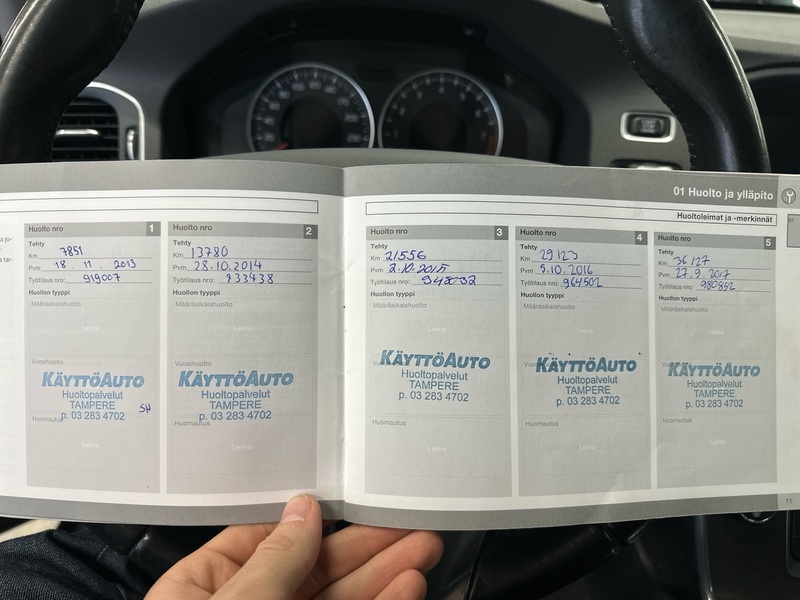 01 Huolto ja ylläpito
Huoltoleimat ja -merkinnät
Huolto nro 1
Tehty
Km 7851
Pvm 18.11.2013
Työtilaus nro: 919007
Huollon tyyppi
Määräaikaishuolto
Leima
Vuosihuolto
KÄYTTÖAUTO
Huoltopalvelut
TAMPERE
p. 03 283 4702
SH
Huomautus
Leima
Huolto nro 2
Tehty
Km 13780
Pvm 28.10.2014
Työtilaus nro: 933438
Huollon tyyppi
Määräaikaishuolto
Leima
Vuosihuolto
KÄYTTÖAUTO
Huoltopalvelut
TAMPERE
p. 03 283 4702
Huomautus
Leima
Huolto nro 3
Tehty
Km 21556
Pvm 2.10.2015
Työtilaus nro:
Huollon tyyppi
Määräaikaishuolto
Leima
KÄYTTÖAUTO
Huoltopalvelut
TAMPERE
p. 03 283 4702
Huomautus
Leima
Huolto nro 4
Tehty
Km 29123
Pvm 5.10.2016
Työtilaus nro: 964502
Huollon tyyppi
Määräaikaishuolto
Leima
KÄYTTÖAUTO
Huoltopalvelut
TAMPERE
p. 03 283 4702
Huomautus
Leima
Huolto nro 5
Tehty
Km 36127
Pvm 27.9.2017
Työtilaus nro: 980852
Huollon tyyppi
Määräaikaishuolto
Leima
KÄYTTÖAUTO
Huoltopalvelut
TAMPERE
p. 03 283 4702
Huomautus
Leima
11